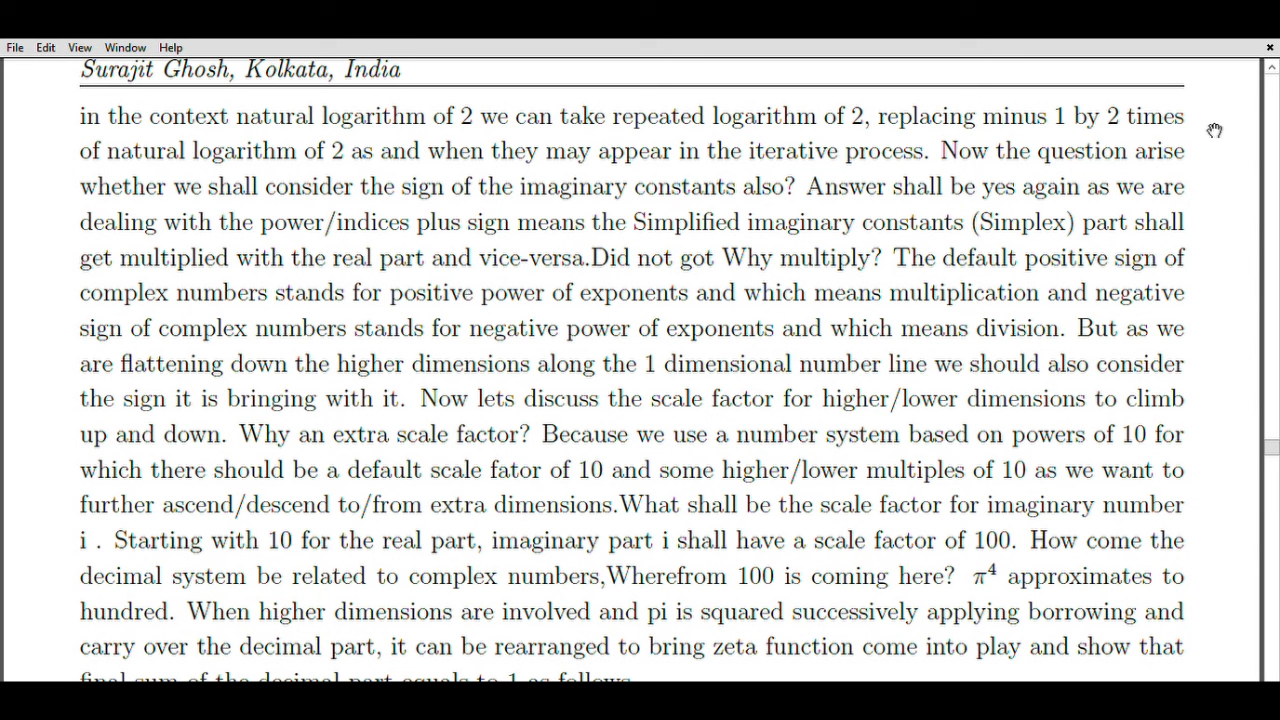 File Edit View Window Help
Surajit Ghosh, Kolkata, India
in the context natural logarithm of 2 we can take repeated logarithm of 2, replacing minus 1 by 2 times
of natural logarithm of 2 as and when they may appear in the iterative process. Now the question arise
whether we shall consider the sign of the imaginary constants also? Answer shall be yes again as we are
dealing with the power/indices plus sign means the Simplified imaginary constants (Simplex) part shall
get multiplied with the real part and vice-versa.Did not got Why multiply? The default positive sign of
complex numbers stands for positive power of exponents and which means multiplication and negative
sign of complex numbers stands for negative power of exponents and which means division. But as we
are flattening down the higher dimensions along the 1 dimensional number line we should also consider
the sign it is bringing with it. Now lets discuss the scale factor for higher/lower dimensions to climb
up and down. Why an extra scale factor? Because we use a number system based on powers of 10 for
which there should be a default scale fator of 10 and some higher/lower multiples of 10 as we want to
further ascend/descend to/from extra dimensions.What shall be the scale factor for imaginary number
i . Starting with 10 for the real part, imaginary part i shall have a scale factor of 100. How come the
decimal system be related to complex numbers,Wherefrom 100 is coming here? π⁴ approximates to
hundred. When higher dimensions are involved and pi is squared successively applying borrowing and
carry over the decimal part, it can be rearranged to bring zeta function come into play and show that
final sum of the decimal part equals to 1 as follows